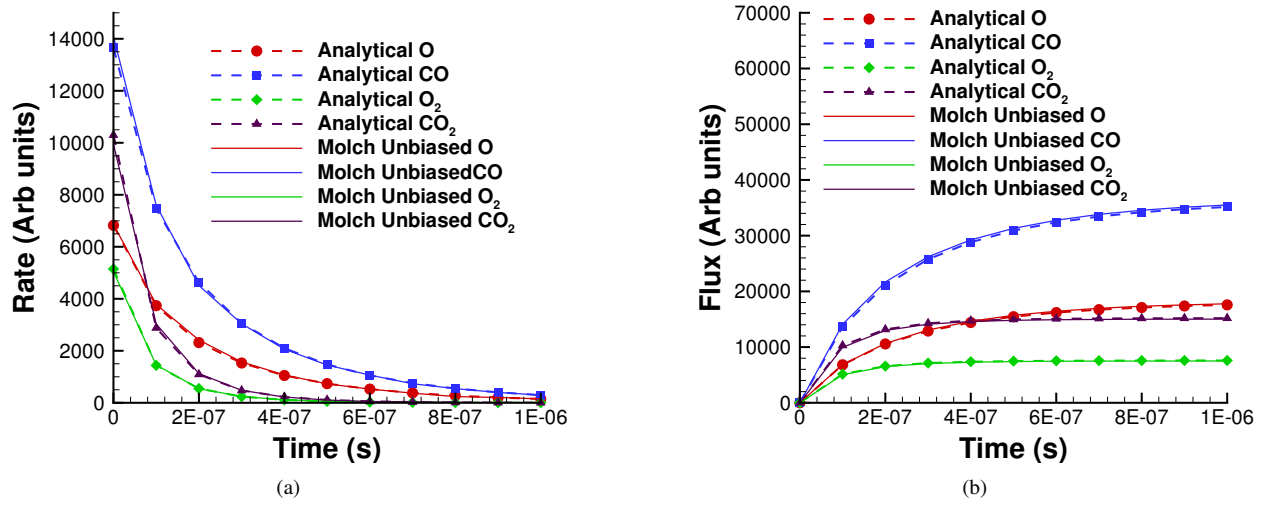 14000
12000
10000
8000
6000
4000
2000
0
Rate (Arb units)
Analytical O
Analytical CO
Analytical O₂
Analytical CO₂
Molch Unbiased O
Molch UnbiasedCO
Molch Unbiased O₂
Molch Unbiased CO₂
0 2E-07 4E-07 6E-07 8E-07 1E-06
Time (s)
(a)
70000
60000
50000
40000
30000
20000
10000
0
Flux (Arb units)
Analytical O
Analytical CO
Analytical O₂
Analytical CO₂
Molch Unbiased O
Molch Unbiased CO
Molch Unbiased O₂
Molch Unbiased CO₂
0 2E-07 4E-07 6E-07 8E-07 1E-06
Time (s)
(b)